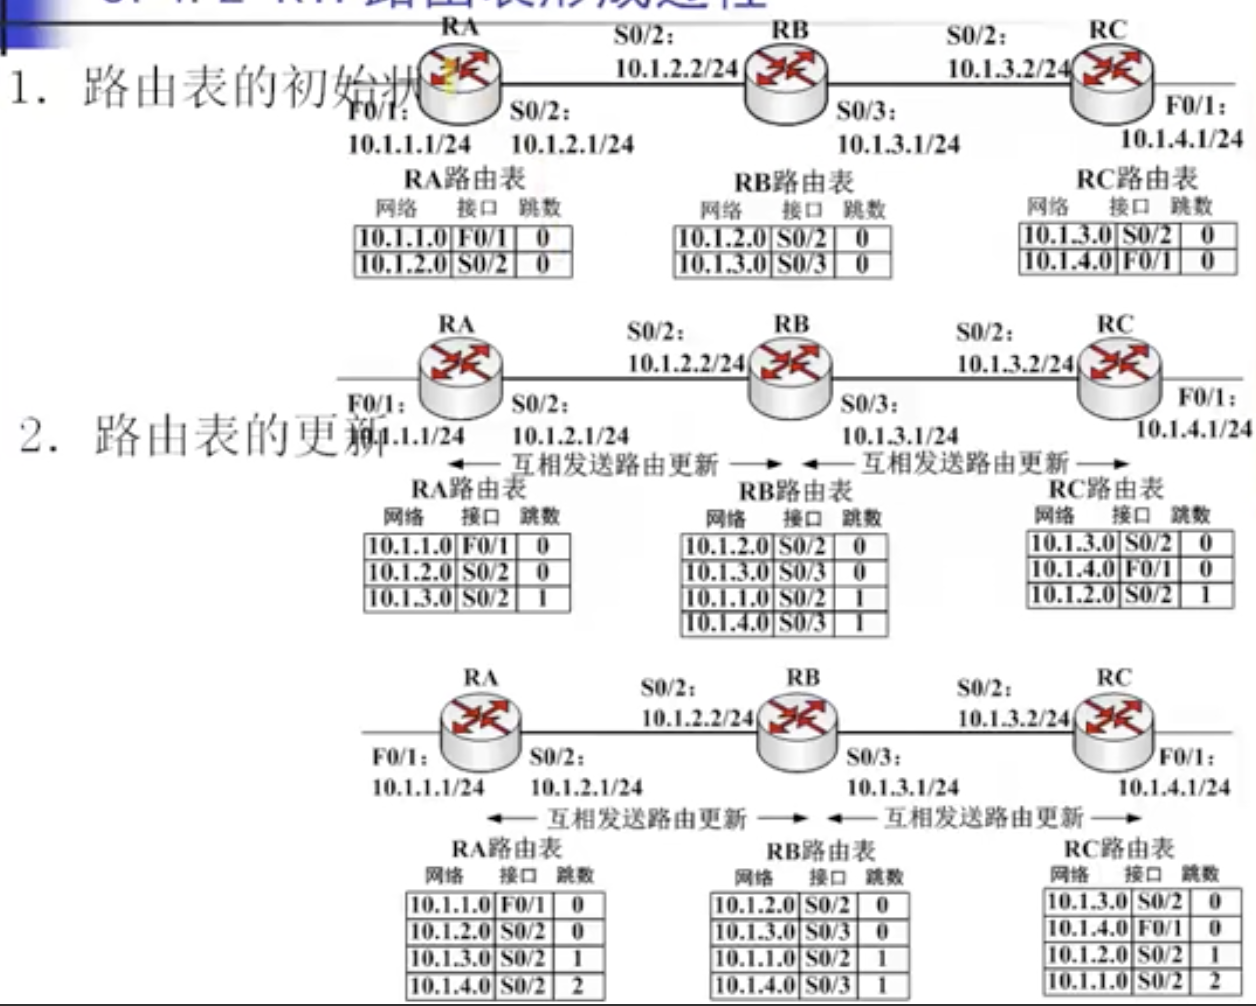 1. 路由表的初始状
RA
S0/2:
RB
S0/2:
RC
10.1.2.2/24
10.1.3.2/24
F0/1:
S0/2:
S0/3:
F0/1:
10.1.1.1/24
10.1.2.1/24
10.1.3.1/24
10.1.4.1/24
RA路由表
网络 接口 跳数
10.1.1.0 F0/1 0
10.1.2.0 S0/2 0
RB路由表
网络 接口 跳数
10.1.2.0 S0/2 0
10.1.3.0 S0/3 0
RC路由表
网络 接口 跳数
10.1.3.0 S0/2 0
10.1.4.0 F0/1 0
2. 路由表的更新
RA
S0/2:
RB
S0/2:
RC
10.1.2.2/24
10.1.3.2/24
F0/1:
S0/2:
S0/3:
F0/1:
10.1.1.1/24
10.1.2.1/24
10.1.3.1/24
10.1.4.1/24
互相发送路由更新
互相发送路由更新
RA路由表
网络 接口 跳数
10.1.1.0 F0/1 0
10.1.2.0 S0/2 0
10.1.3.0 S0/2 1
RB路由表
网络 接口 跳数
10.1.2.0 S0/2 0
10.1.3.0 S0/3 0
10.1.1.0 S0/2 1
10.1.4.0 S0/3 1
RC路由表
网络 接口 跳数
10.1.3.0 S0/2 0
10.1.4.0 F0/1 0
10.1.2.0 S0/2 1
RA
S0/2:
RB
S0/2:
RC
10.1.2.2/24
10.1.3.2/24
F0/1:
S0/2:
S0/3:
F0/1:
10.1.1.1/24
10.1.2.1/24
10.1.3.1/24
10.1.4.1/24
互相发送路由更新
互相发送路由更新
RA路由表
网络 接口 跳数
10.1.1.0 F0/1 0
10.1.2.0 S0/2 0
10.1.3.0 S0/2 1
10.1.4.0 S0/2 2
RB路由表
网络 接口 跳数
10.1.2.0 S0/2 0
10.1.3.0 S0/3 0
10.1.1.0 S0/2 1
10.1.4.0 S0/3 1
RC路由表
网络 接口 跳数
10.1.3.0 S0/2 0
10.1.4.0 F0/1 0
10.1.2.0 S0/2 1
10.1.1.0 S0/2 2